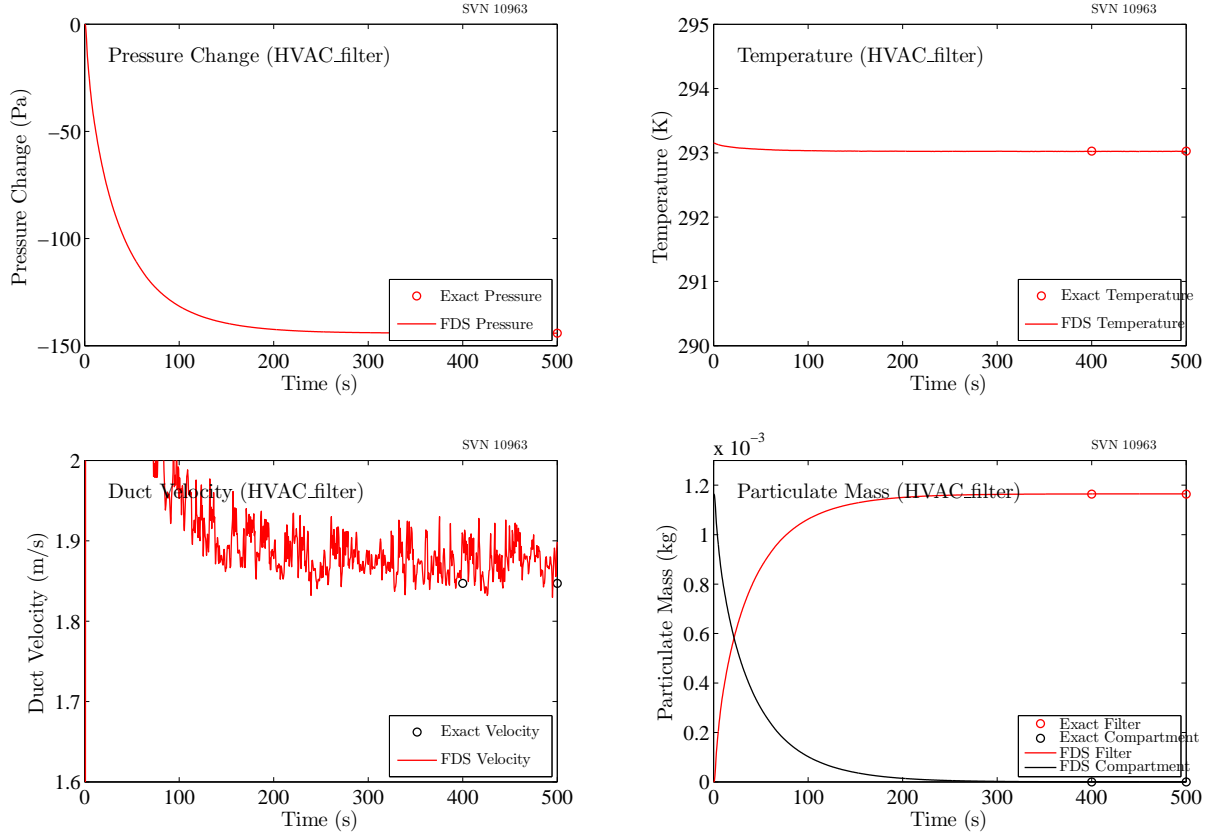 SVN 10963
Pressure Change (HVAC_filter)
Pressure Change (Pa)
0
−50
−100
−150
0 100 200 300 400 500
Time (s)
Exact Pressure
FDS Pressure
SVN 10963
Temperature (HVAC_filter)
Temperature (K)
295
294
293
292
291
290
0 100 200 300 400 500
Time (s)
Exact Temperature
FDS Temperature
SVN 10963
Duct Velocity (HVAC_filter)
Duct Velocity (m/s)
2
1.9
1.8
1.7
1.6
0 100 200 300 400 500
Time (s)
Exact Velocity
FDS Velocity
x 10⁻³
SVN 10963
Particulate Mass (HVAC_filter)
Particulate Mass (kg)
1.2
1.0
0.8
0.6
0.4
0.2
0
0 100 200 300 400 500
Time (s)
Exact Filter
Exact Compartment
FDS Filter
FDS Compartment